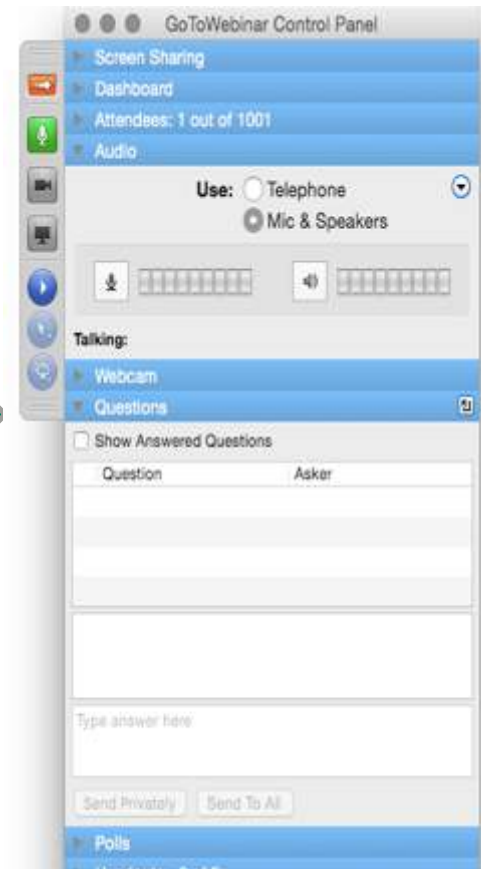 GoToWebinar Control Panel
Screen Sharing
Dashboard
Attendees: 1 out of 1001
Audio
Use: Telephone
Mic & Speakers
Talking:
Webcam
Questions
Show Answered Questions
Question Asker
Type answer here
Send Privately Send To All
Polls